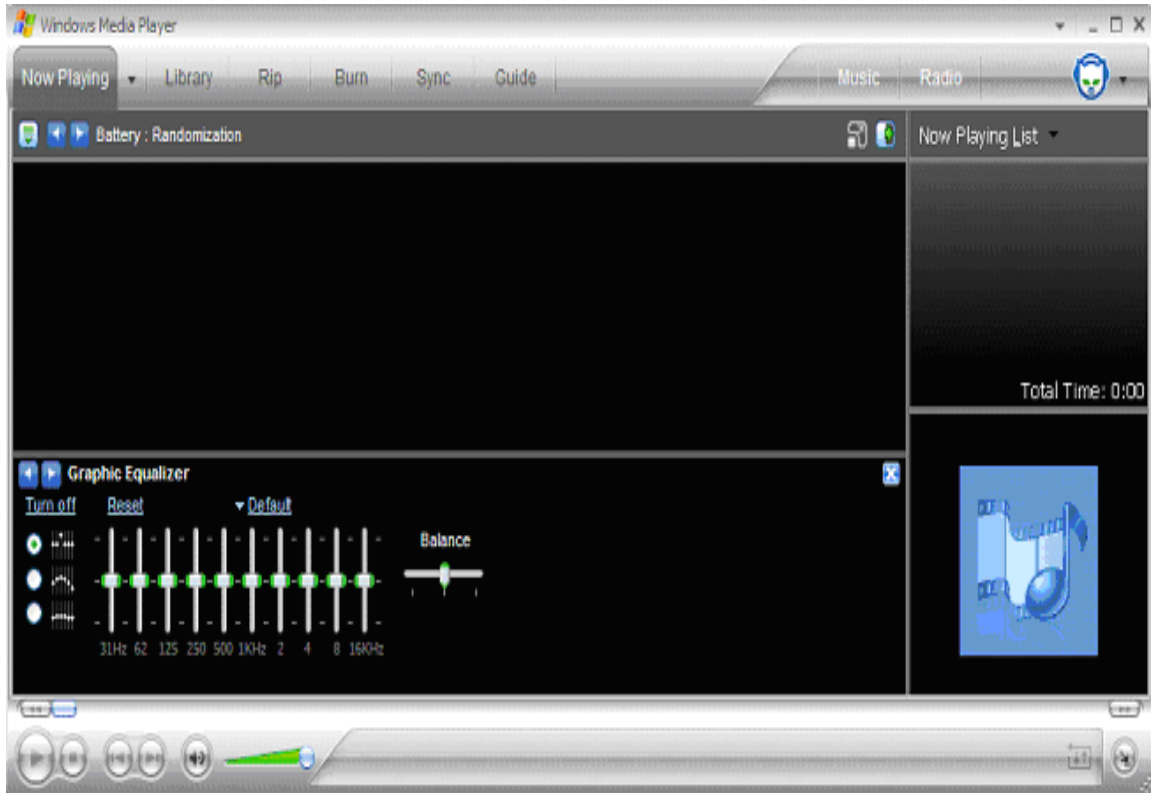 Windows Media Player
Now Playing Library Rip Burn Sync Guide Music Radio
Battery : Randomization
Now Playing List
Total Time: 0:00
Graphic Equalizer
Turn off Reset Default
Balance
31Hz 62 125 250 500 1KHz 2 4 8 16KHz